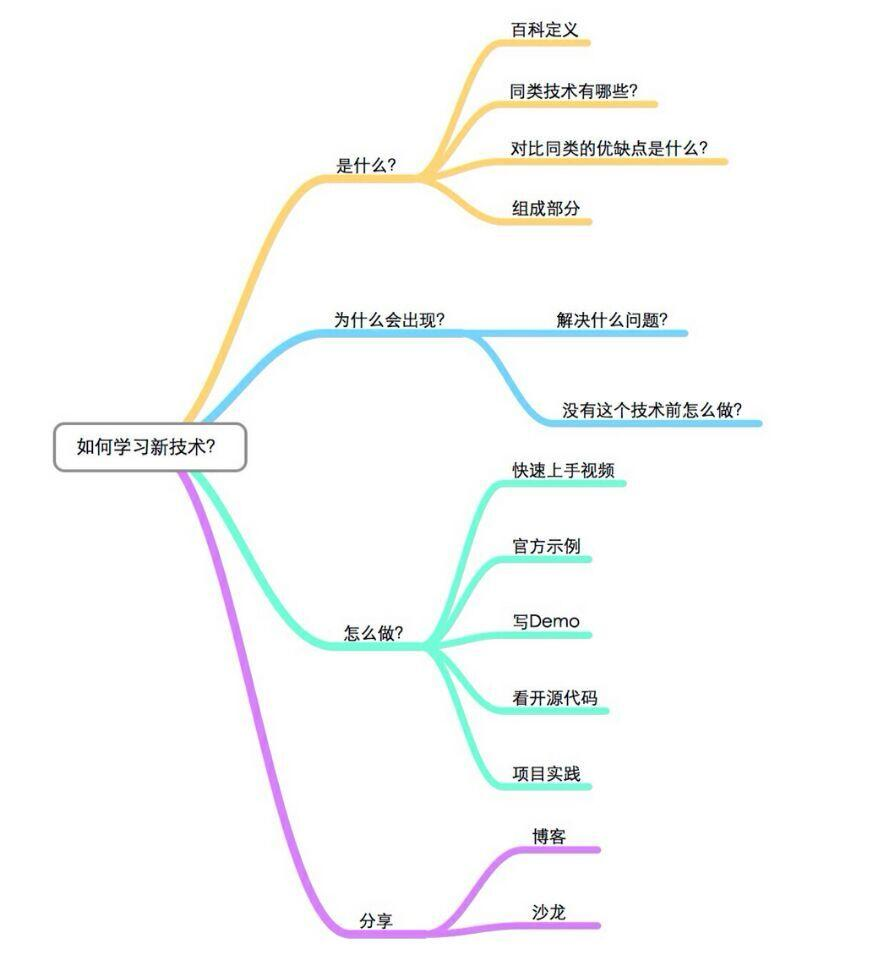 如何学习新技术?
是什么?
百科定义
同类技术有哪些?
对比同类的优缺点是什么?
组成部分
为什么会出现?
解决什么问题?
没有这个技术前怎么做?
怎么做?
快速上手视频
官方示例
写Demo
看开源代码
项目实践
分享
博客
沙龙